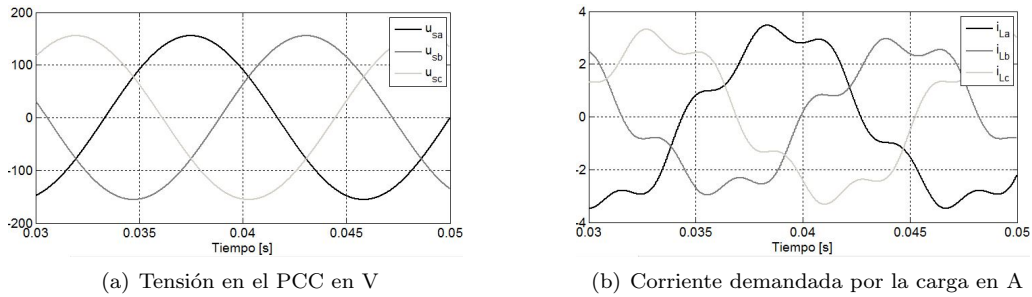 200
100
0
-100
-200
0.03
0.035
0.04
0.045
0.05
Tiempo [s]
u_sa
u_sb
u_sc
(a) Tensión en el PCC en V
4
2
0
-2
-4
0.03
0.035
0.04
0.045
0.05
Tiempo [s]
i_La
i_Lb
i_Lc
(b) Corriente demandada por la carga en A